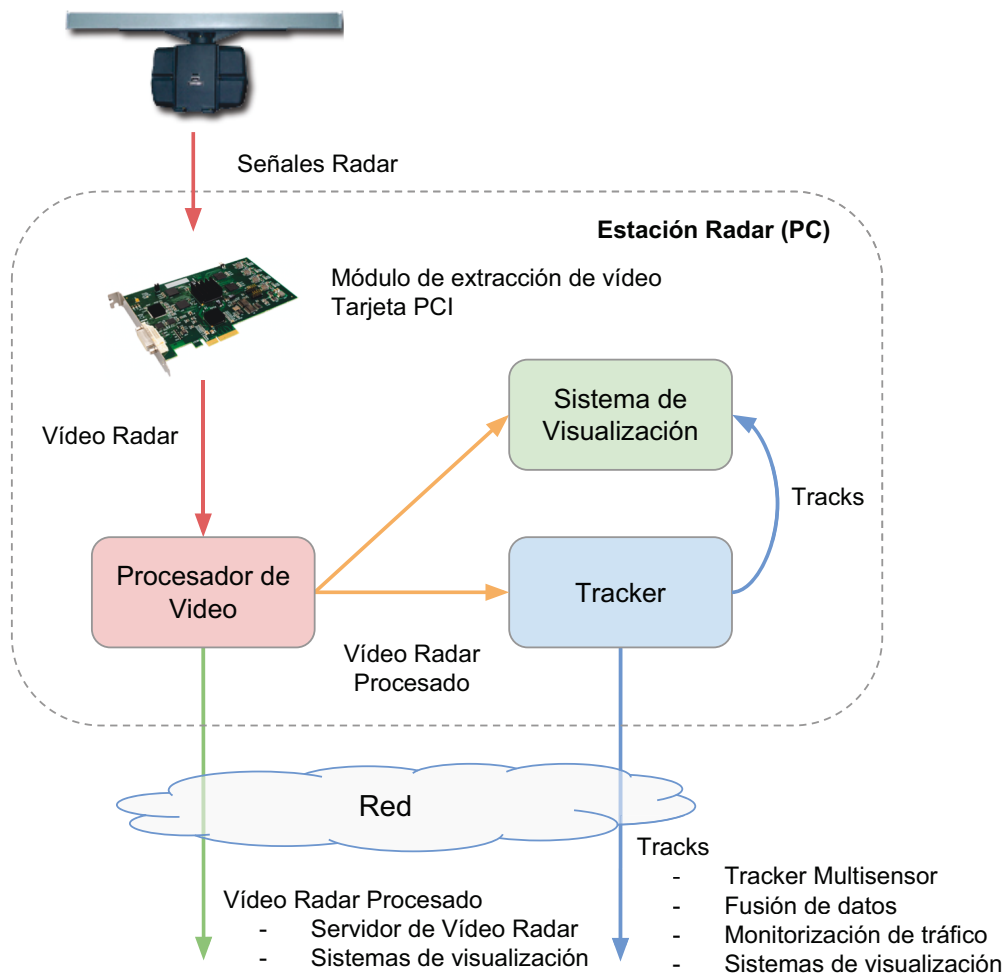 Señales Radar
Estación Radar (PC)
Módulo de extracción de vídeo
Tarjeta PCI
Sistema de
Visualización
Vídeo Radar
Tracks
Procesador de
Video
Tracker
Vídeo Radar
Procesado
Red
Tracks
- Tracker Multisensor
- Fusión de datos
- Monitorización de tráfico
- Sistemas de visualización
Vídeo Radar Procesado
- Servidor de Vídeo Radar
- Sistemas de visualización